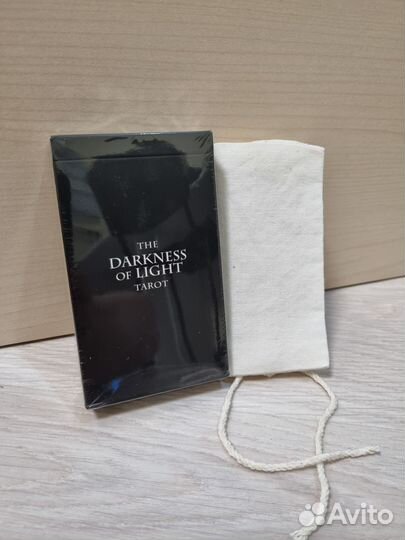 THE
DARKNESS
OF LIGHT
TAROT
Avito